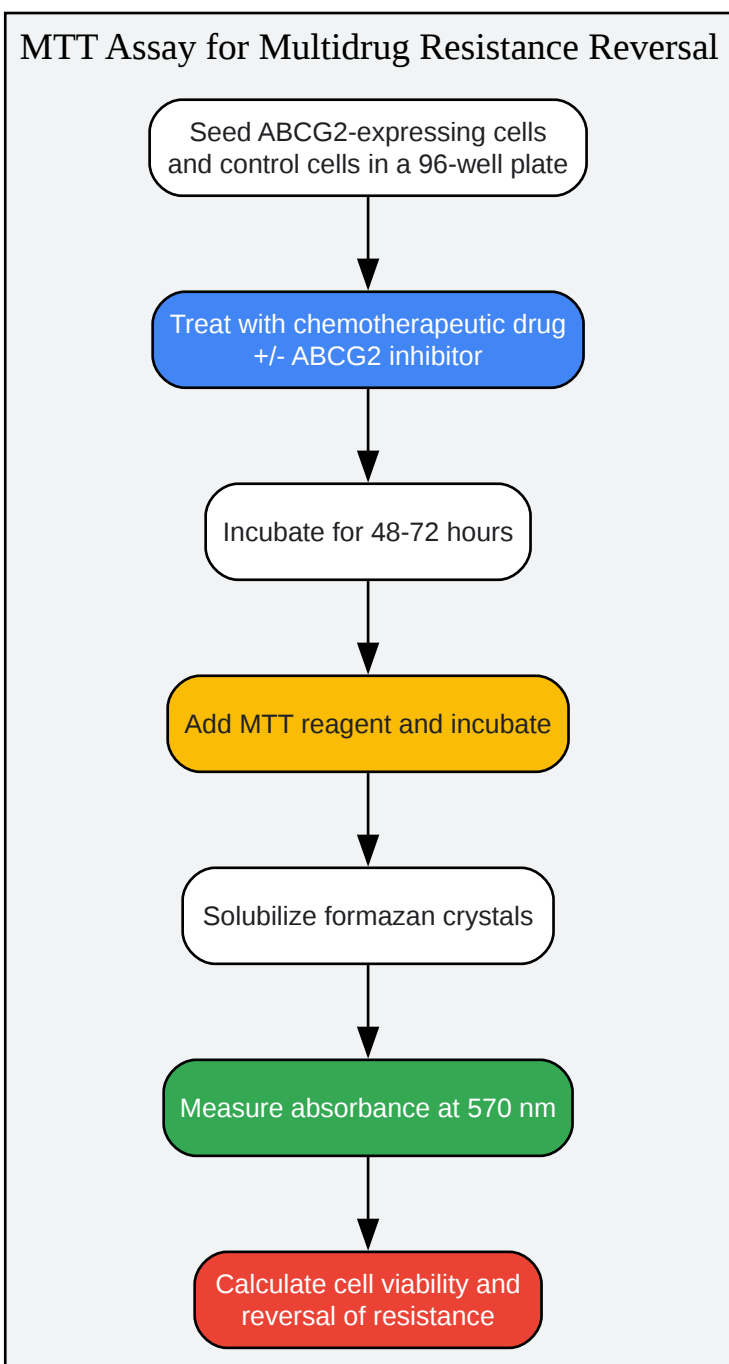 MTT Assay for Multidrug Resistance Reversal
Seed ABCG2-expressing cells
and control cells in a 96-well plate
Treat with chemotherapeutic drug
+/- ABCG2 inhibitor
Incubate for 48-72 hours
Add MTT reagent and incubate
Solubilize formazan crystals
Measure absorbance at 570 nm
Calculate cell viability and
reversal of resistance